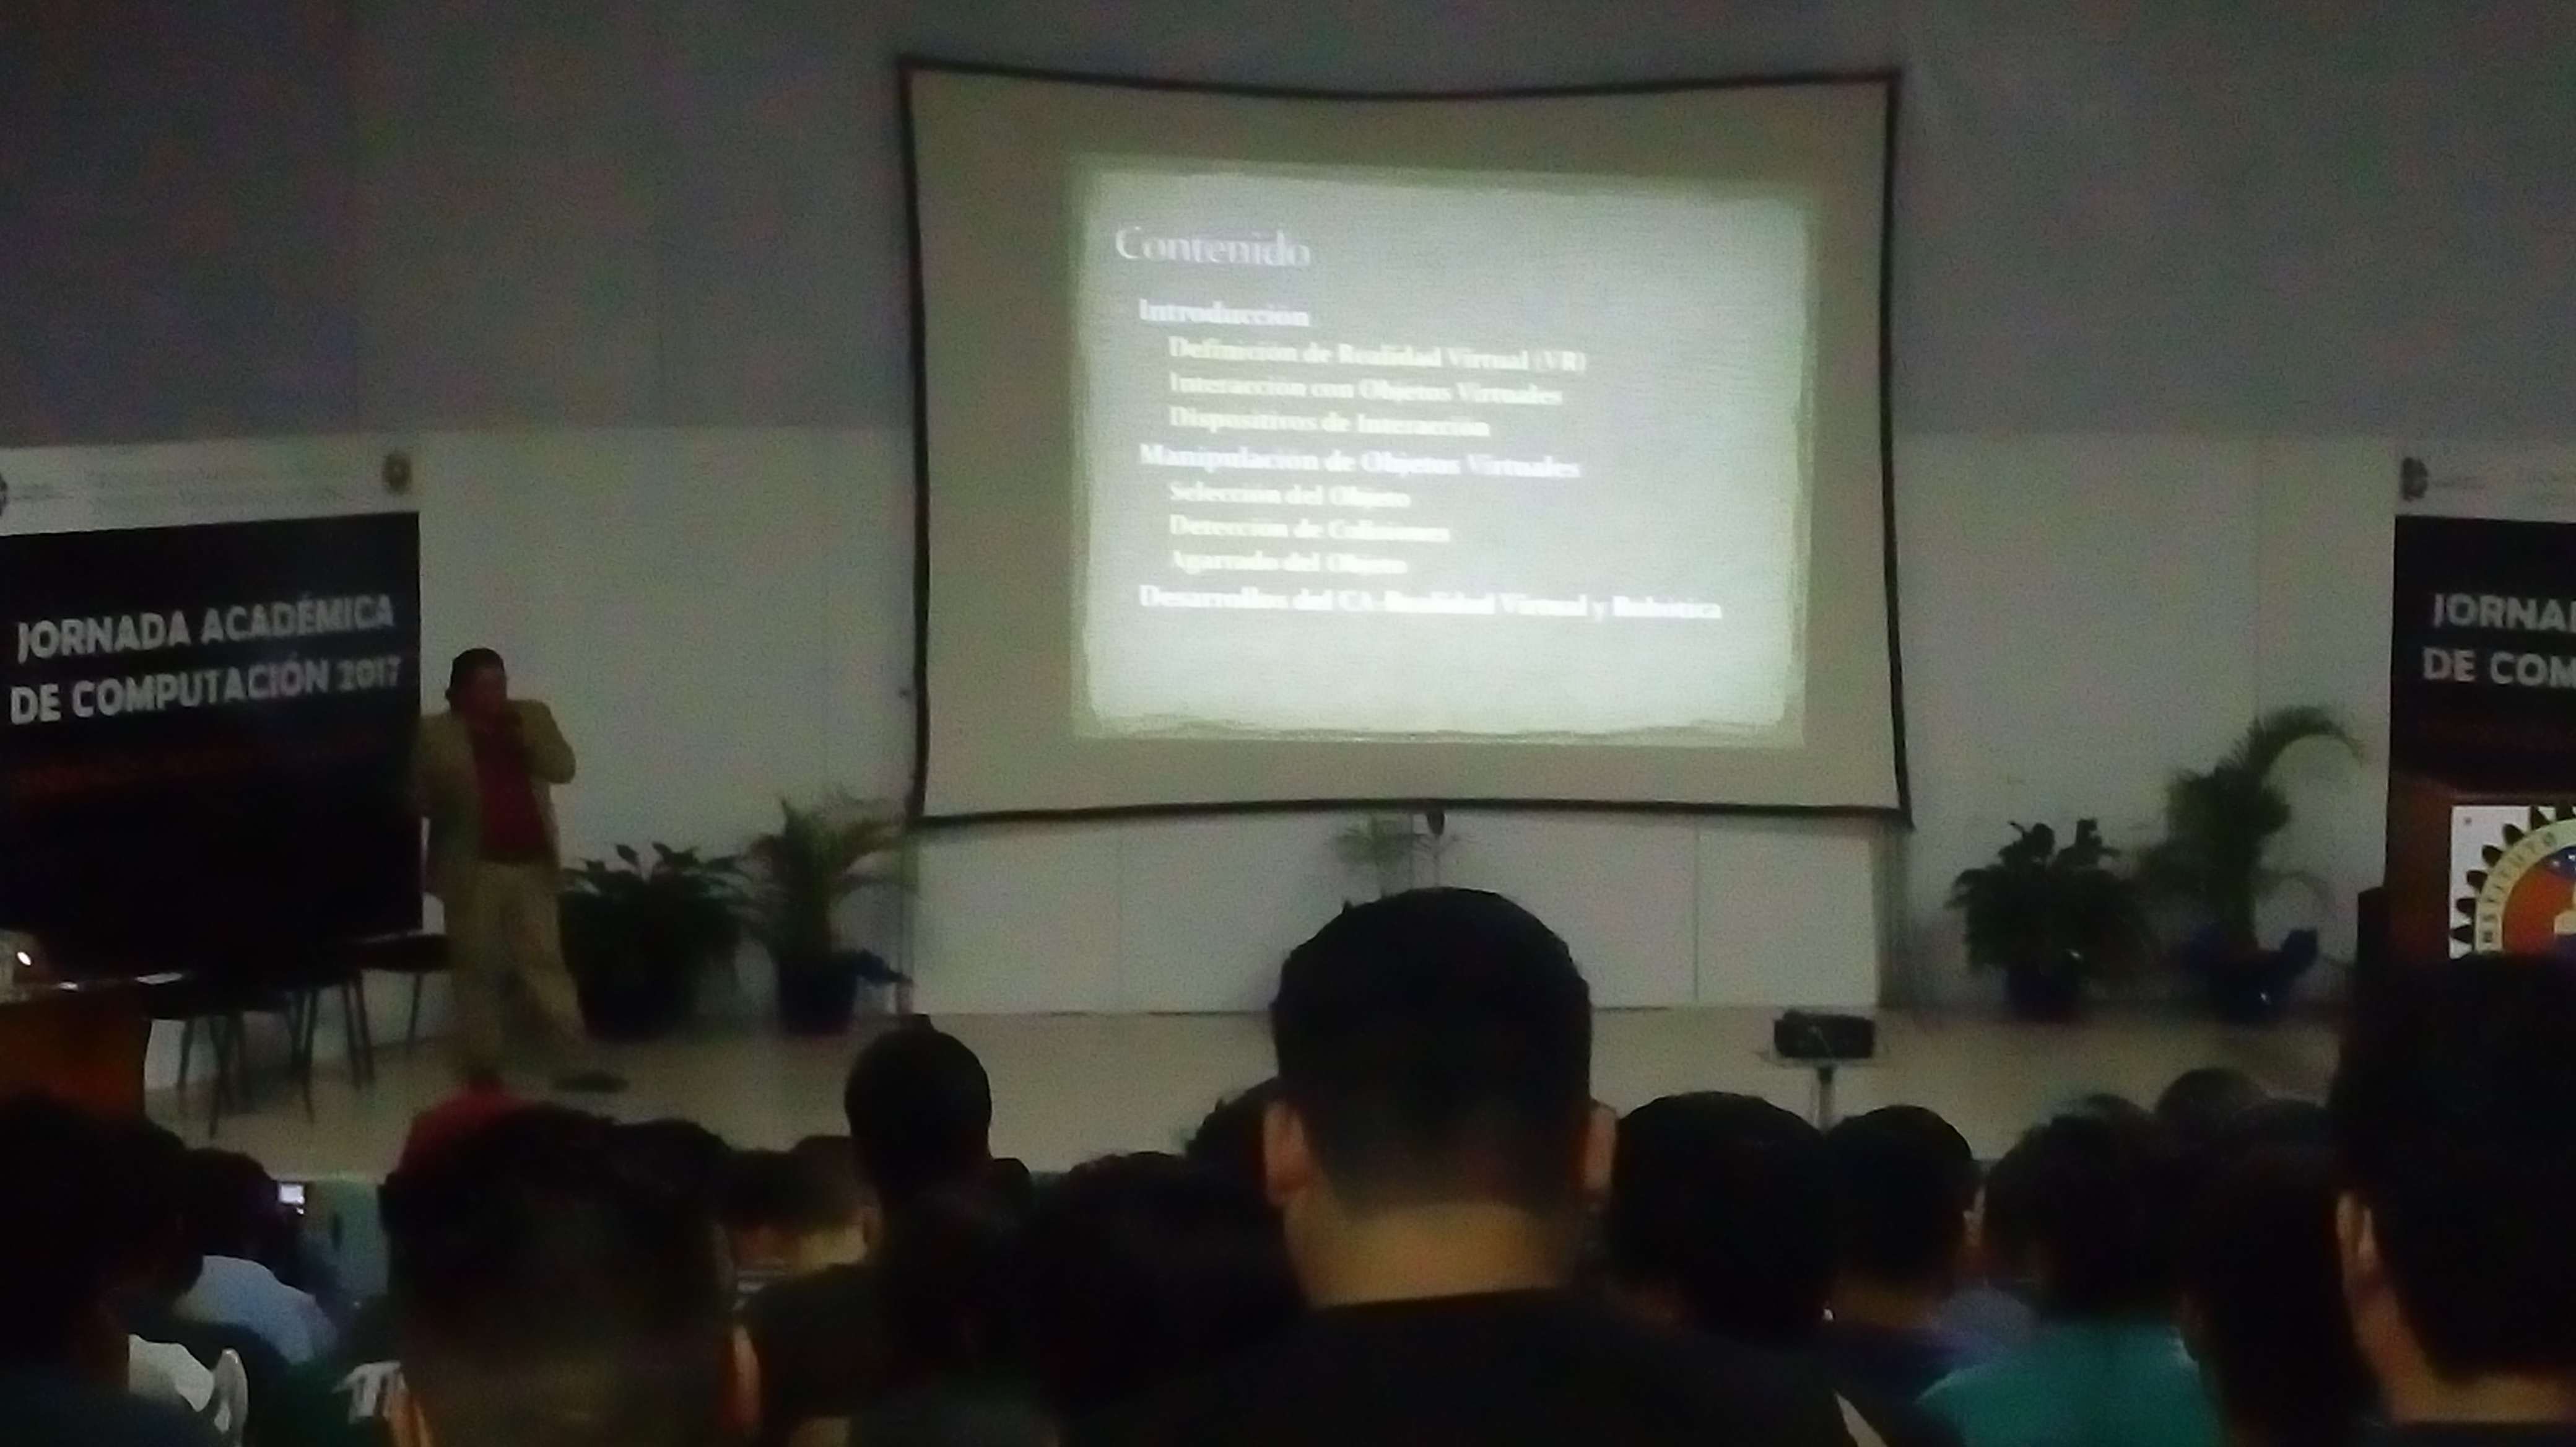 Contenido
Introducción
Definición de Realidad Virtual (VR)
Interacción con Objetos Virtuales
Dispositivos de Interacción
Manipulación de Objetos Virtuales
Selección del Objeto
Detección de Colisiones
Agarrado del Objeto
Desarrollos del CA-Realidad Virtual y Robótica
JORNADA ACADÉMICA
DE COMPUTACIÓN 2017
JORNA
DE COM